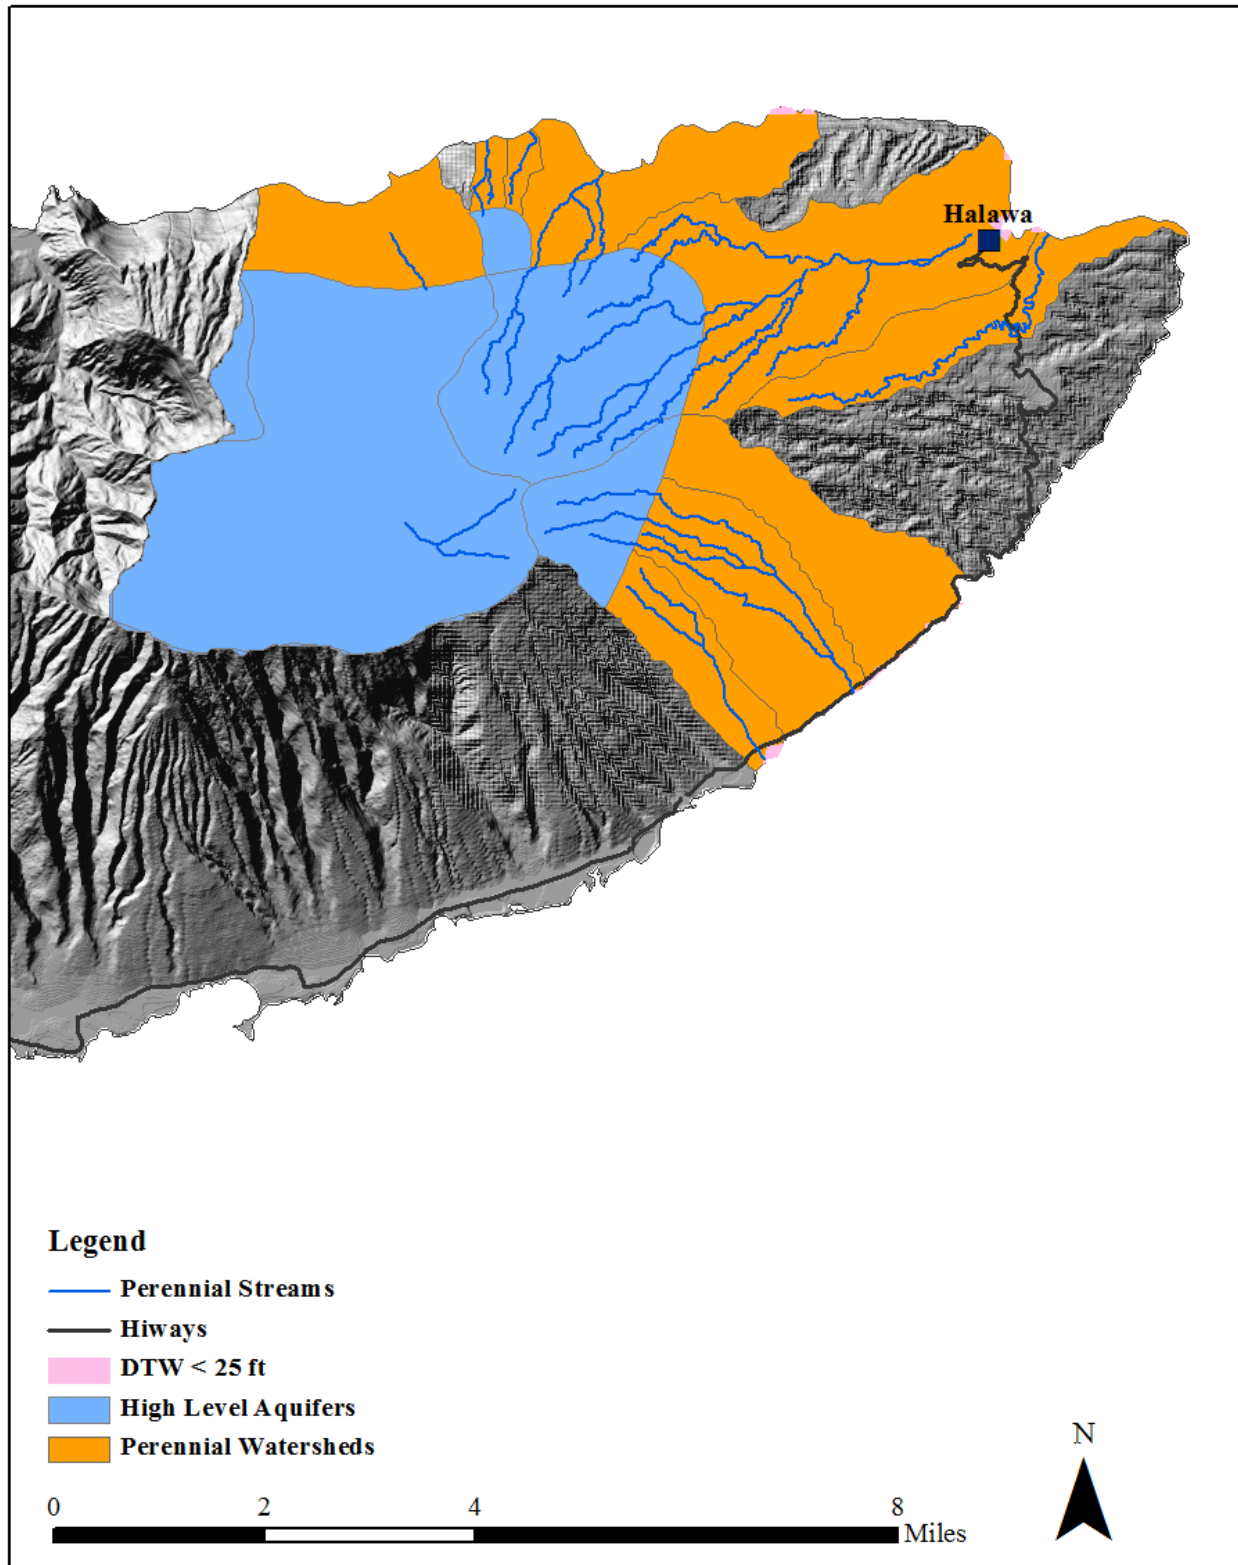 Halawa
Legend
Perennial Streams
Hiways
DTW < 25 ft
High Level Aquifers
Perennial Watersheds
N
0 2 4 8
Miles